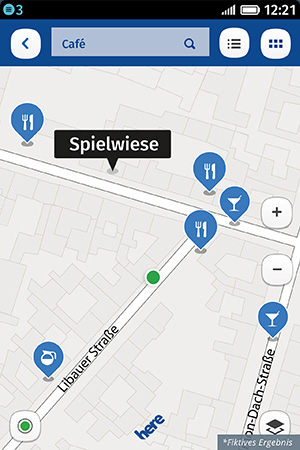 3 12:21
Café
Spielwiese
Libauer Straße
on-Dach-Straße
here
*Fiktives Ergebnis